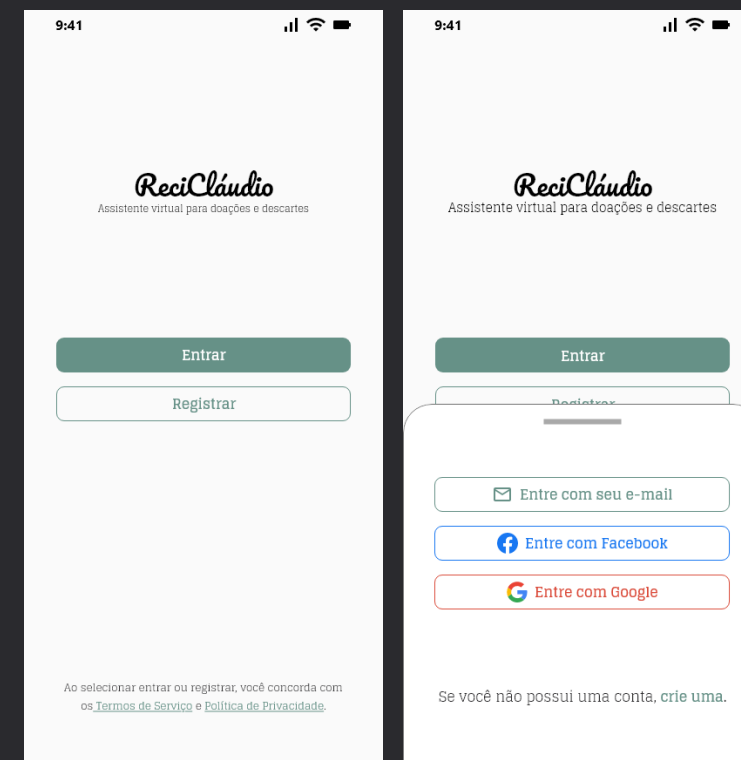 9:41
ReciCláudio
Assistente virtual para doações e descartes
Entrar
Registrar
Ao selecionar entrar ou registrar, você concorda com
os Termos de Serviço e Política de Privacidade.
9:41
ReciCláudio
Assistente virtual para doações e descartes
Entrar
Registrar
Entre com seu e-mail
Entre com Facebook
Entre com Google
Se você não possui uma conta, crie uma.